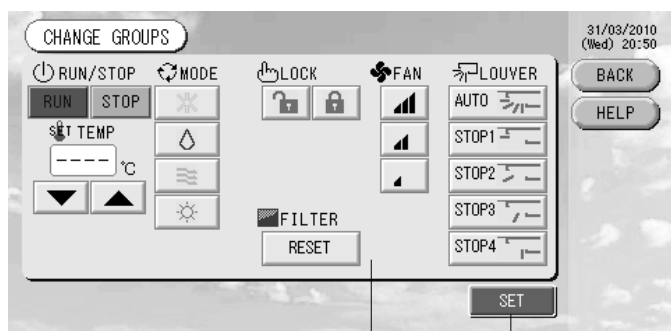 CHANGE GROUPS
31/03/2010
(Wed) 20:50
RUN/STOP
MODE
LOCK
FAN
LOUVER
BACK
RUN
STOP
AUTO
HELP
SET TEMP
STOP1
----
℃
STOP2
STOP3
FILTER
RESET
STOP4
SET